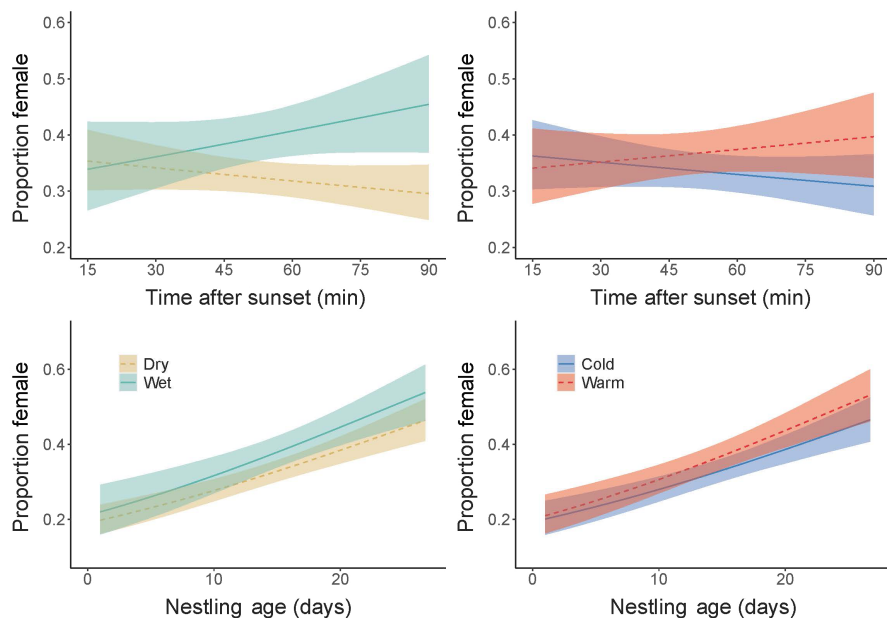 Proportion female
0.6
0.5
0.4
0.3
0.2
15 30 45 60 75 90
Time after sunset (min)
Proportion female
0.6
0.5
0.4
0.3
0.2
15 30 45 60 75 90
Time after sunset (min)
Proportion female
0.6
0.4
0.2
Dry
Wet
0 10 20
Nestling age (days)
Proportion female
0.6
0.4
0.2
Cold
Warm
0 10 20
Nestling age (days)